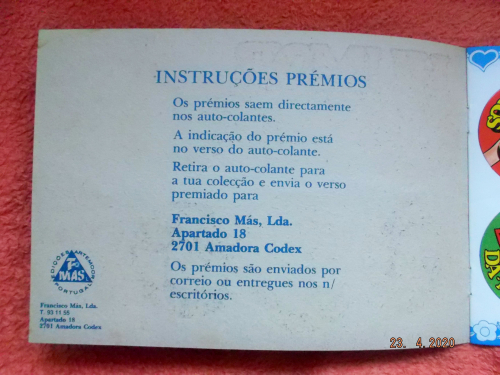 INSTRUÇÕES PRÉMIOS
Os prémios saem directamente
nos auto-colantes.
A indicação do prémio está
no verso do auto-colante.
Retira o auto-colante para
a tua colecção e envia o verso
premiado para
Francisco Más, Lda.
Apartado 18
2701 Amadora Codex
Os prémios são enviados por
correio ou entregues nos n/
escritórios.
MÁS
PORTUGAL
Francisco Más, Lda.
T. 93 11 55
Apartado 18
2701 Amadora Codex
OS
DA
23. 4.2020